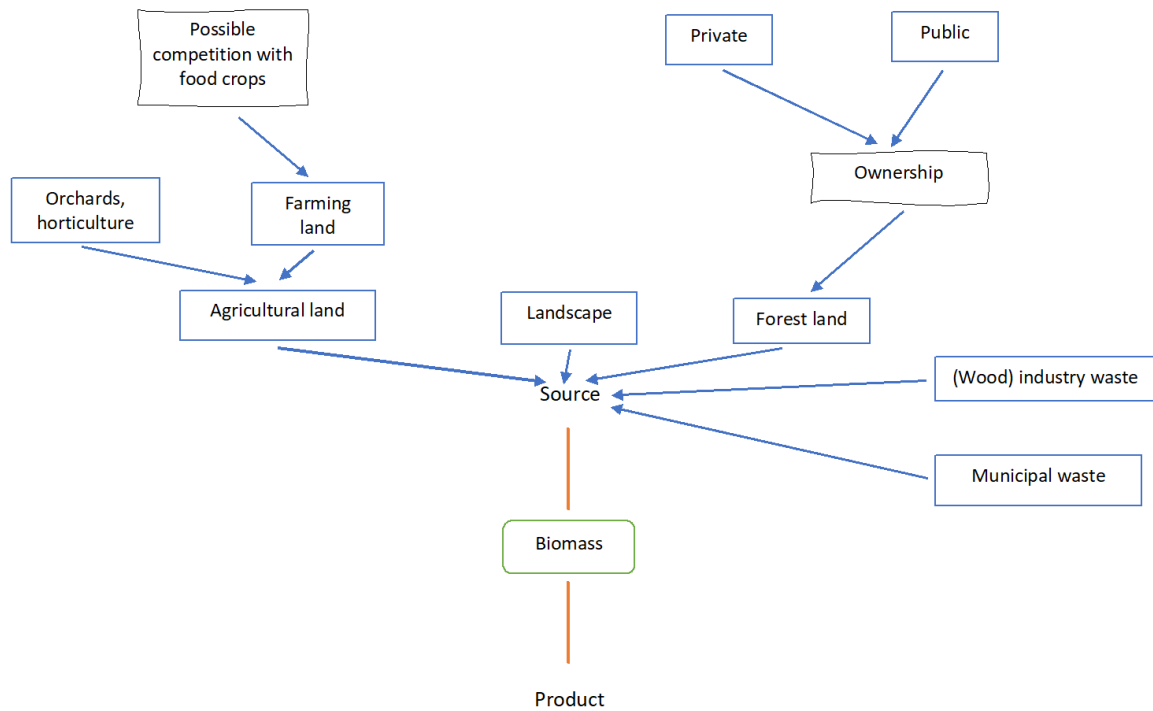 Possible
competition with
food crops
Private
Public
Ownership
Orchards,
horticulture
Farming
land
Agricultural land
Landscape
Forest land
(Wood) industry waste
Source
Municipal waste
Biomass
Product